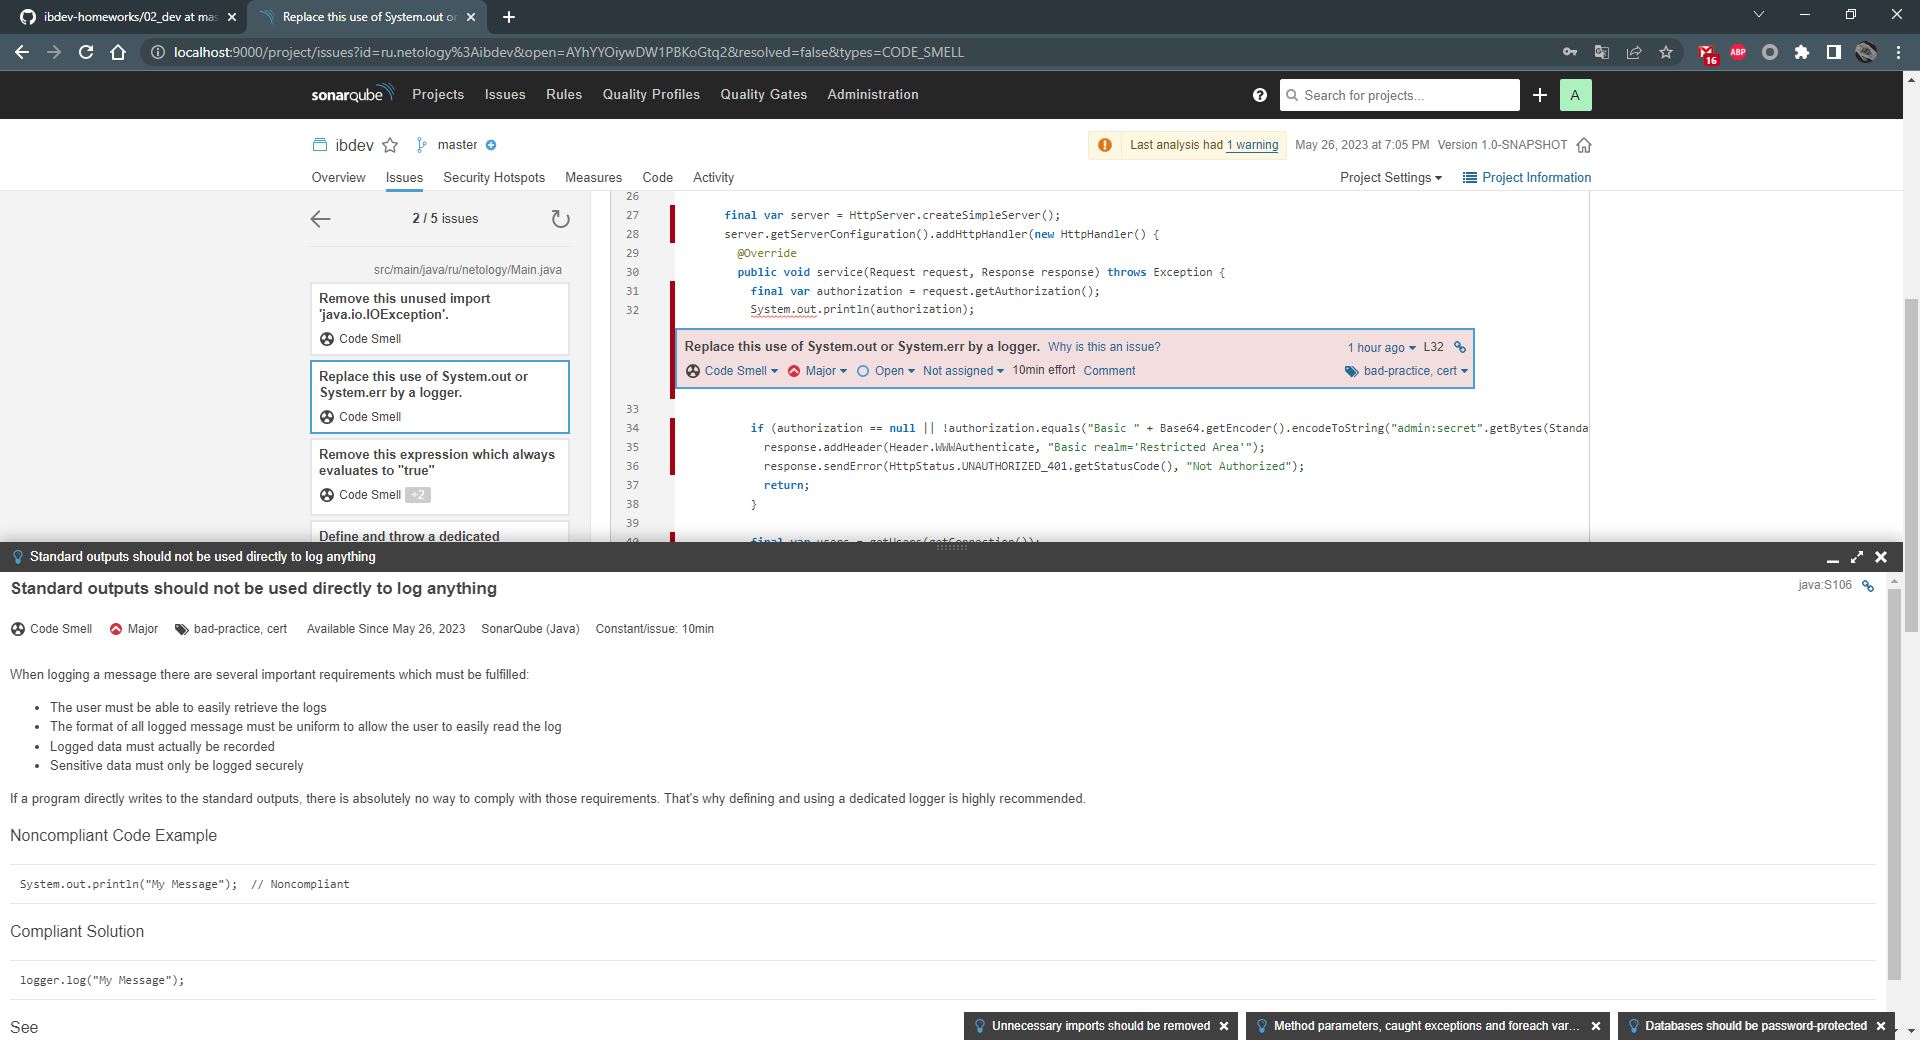 ibdev-homeworks/02_dev at mas
Replace this use of System.out or
localhost:9000/project/issues?id=ru.netology%3Aibdev&open=AYhYYOiywDW1PBKoGtq2&resolved=false&types=CODE_SMELL
16
ABP
sonarqube
Projects
Issues
Rules
Quality Profiles
Quality Gates
Administration
Search for projects...
A
ibdev
master
Last analysis had 1 warning
May 26, 2023 at 7:05 PM
Version 1.0-SNAPSHOT
Overview
Issues
Security Hotspots
Measures
Code
Activity
Project Settings
Project Information
2 / 5 issues
src/main/java/ru/netology/Main.java
Remove this unused import
'java.io.IOException'.
Code Smell
Replace this use of System.out or
System.err by a logger.
Code Smell
Remove this expression which always
evaluates to "true"
Code Smell +2
Define and throw a dedicated
26
27 final var server = HttpServer.createSimpleServer();
28 server.getServerConfiguration().addHttpHandler(new HttpHandler() {
29 @Override
30 public void service(Request request, Response response) throws Exception {
31 final var authorization = request.getAuthorization();
32 System.out.println(authorization);
Replace this use of System.out or System.err by a logger. Why is this an issue? 1 hour ago L32
Code Smell Major Open Not assigned 10min effort Comment bad-practice, cert
33
34 if (authorization == null || !authorization.equals("Basic " + Base64.getEncoder().encodeToString("admin:secret".getBytes(Standa
35 response.addHeader(Header.WWWAuthenticate, "Basic realm='Restricted Area'");
36 response.sendError(HttpStatus.UNAUTHORIZED_401.getStatusCode(), "Not Authorized");
37 return;
38 }
39
40 final var users = getUsers(getConnection());
Standard outputs should not be used directly to log anything
Standard outputs should not be used directly to log anything
java:S106
Code Smell Major bad-practice, cert Available Since May 26, 2023 SonarQube (Java) Constant/issue: 10min
When logging a message there are several important requirements which must be fulfilled:
• The user must be able to easily retrieve the logs
• The format of all logged message must be uniform to allow the user to easily read the log
• Logged data must actually be recorded
• Sensitive data must only be logged securely
If a program directly writes to the standard outputs, there is absolutely no way to comply with those requirements. That's why defining and using a dedicated logger is highly recommended.
Noncompliant Code Example
System.out.println("My Message");  // Noncompliant
Compliant Solution
logger.log("My Message");
See
Unnecessary imports should be removed
Method parameters, caught exceptions and foreach var...
Databases should be password-protected